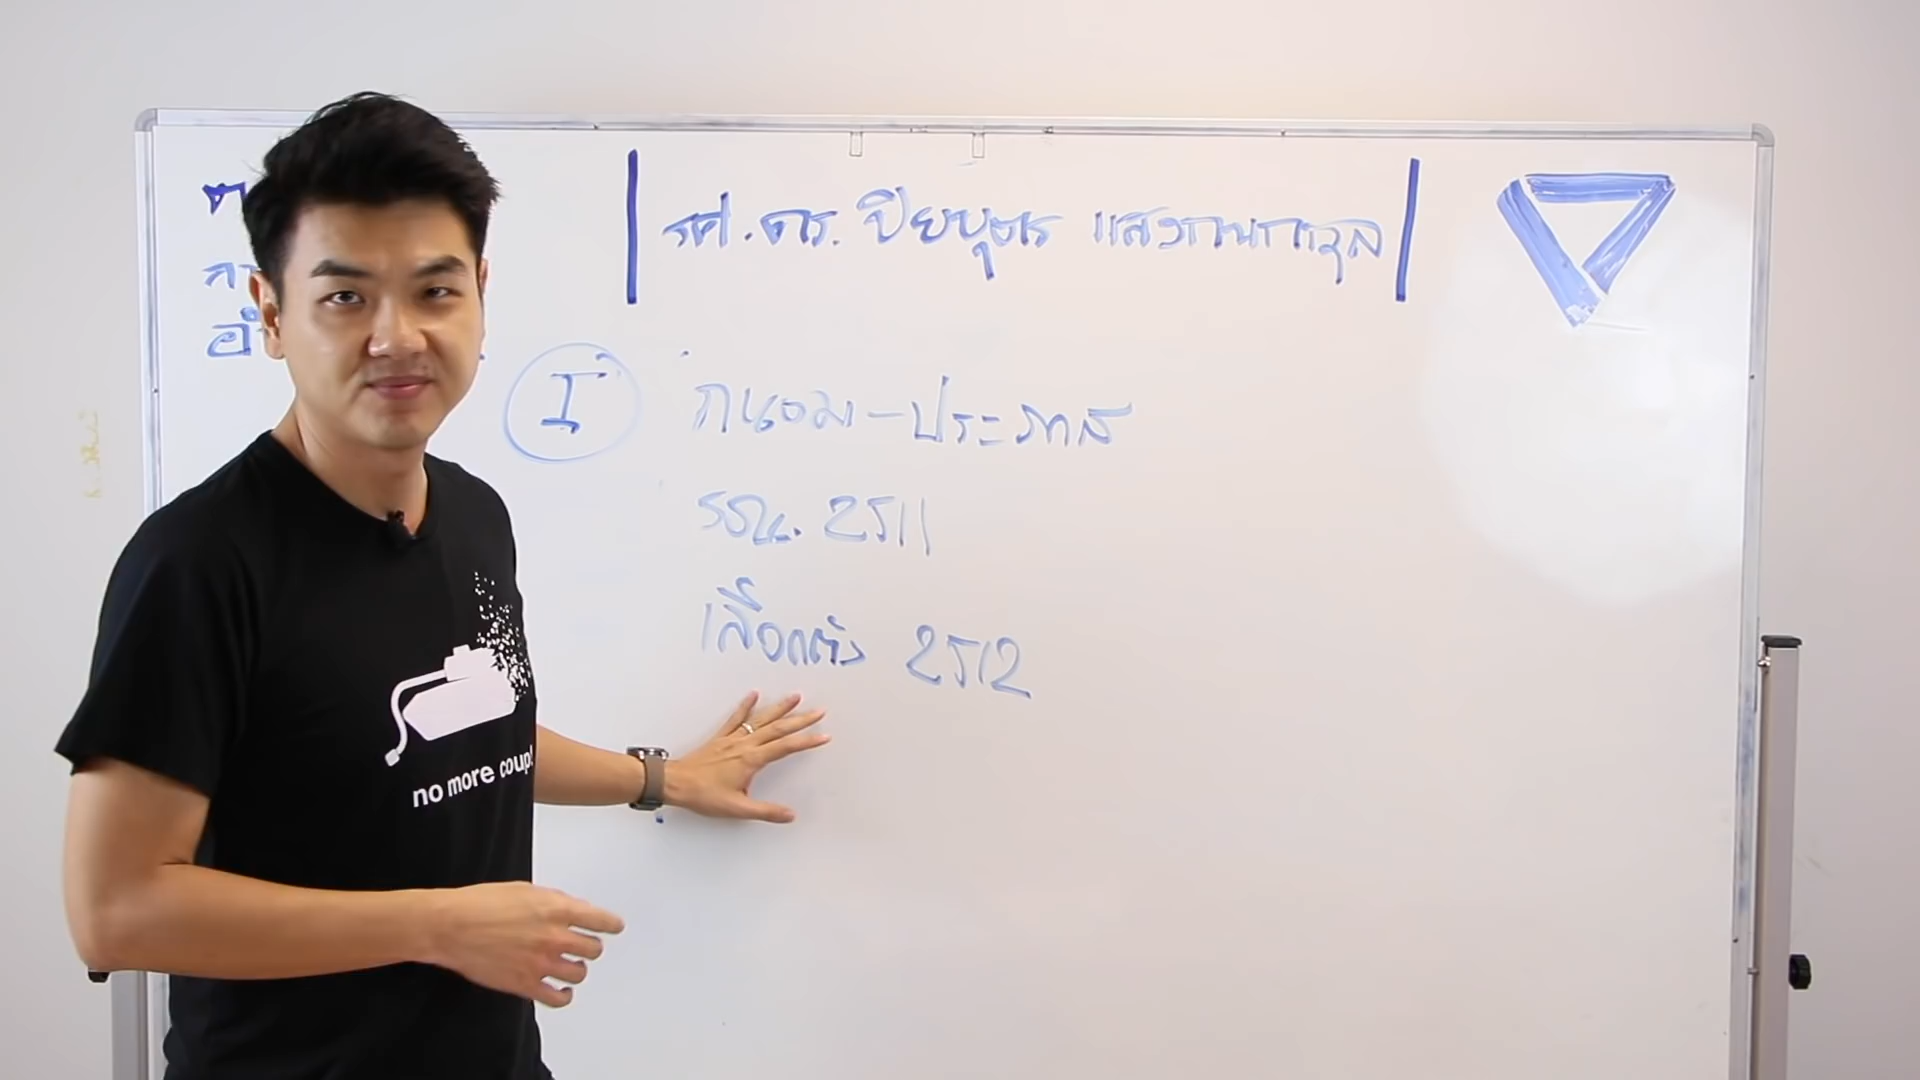 รศ.ดร. ปิยบุตร แสงกนกกุล
I
ถนอม-ประภาส
รธน. 2511
เลือกตั้ง 2512
no more coup!